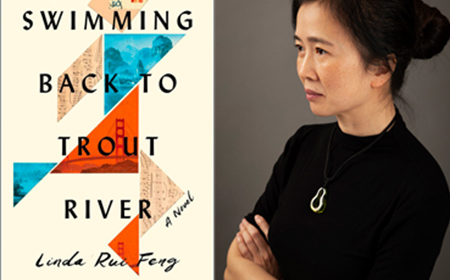 SWIMMING
BACK TO
TROUT
RIVER
A Novel
Linda Rui Feng